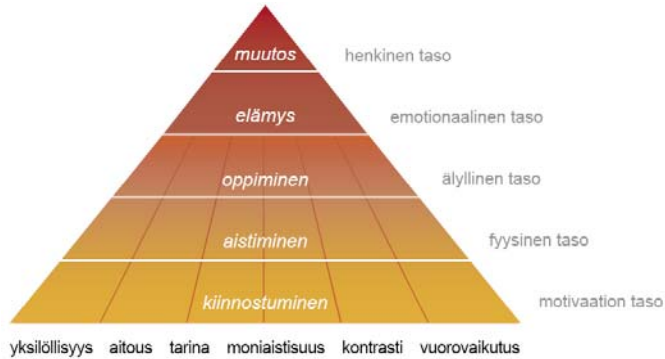 muutos henkinen taso
elämys emotionaalinen taso
oppiminen älyllinen taso
aistiminen fyysinen taso
kiinnostuminen motivaation taso
yksilöllisyys aitous tarina moniaistisuus kontrasti vuorovaikutus